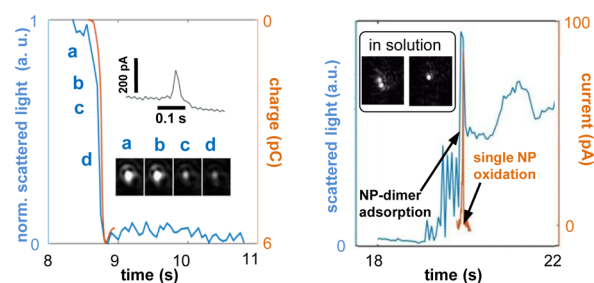 norm. scattered light (a. u.)
1
0
a
b
c
d
200 pA
0.1 s
a b c d
0
6
charge (pC)
8 9 10 11
time (s)
scattered light (a.u.)
0
in solution
NP-dimer
adsorption
single NP
oxidation
100
0
current (pA)
18 22
time (s)